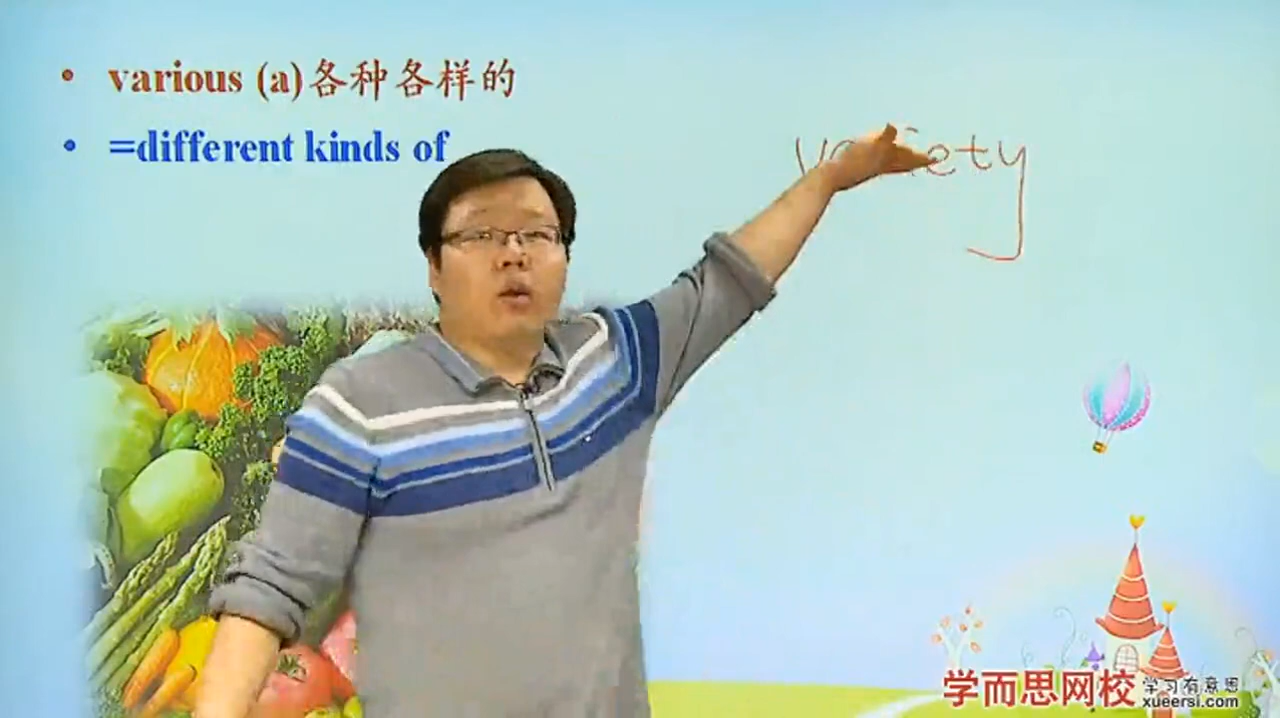 • various (a)各种各样的
• =different kinds of
variety
学而思网校 学习有意思
xueersi.com